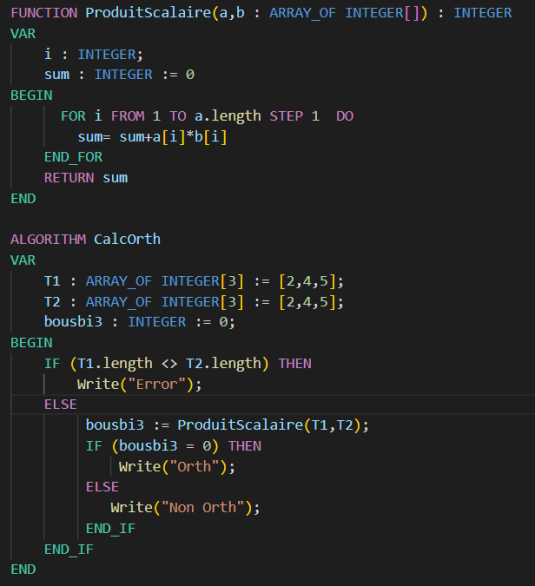 FUNCTION ProduitScalaire(a,b : ARRAY_OF INTEGER[]) : INTEGER
VAR
i : INTEGER;
sum : INTEGER := 0
BEGIN
FOR i FROM 1 TO a.length STEP 1  DO
sum= sum+a[i]*b[i]
END_FOR
RETURN sum
END
ALGORITHM CalcOrth
VAR
T1 : ARRAY_OF INTEGER[3] := [2,4,5];
T2 : ARRAY_OF INTEGER[3] := [2,4,5];
bousbi3 : INTEGER := 0;
BEGIN
IF (T1.length <> T2.length) THEN
Write("Error");
ELSE
bousbi3 := ProduitScalaire(T1,T2);
IF (bousbi3 = 0) THEN
Write("Orth");
ELSE
Write("Non Orth");
END_IF
END_IF
END